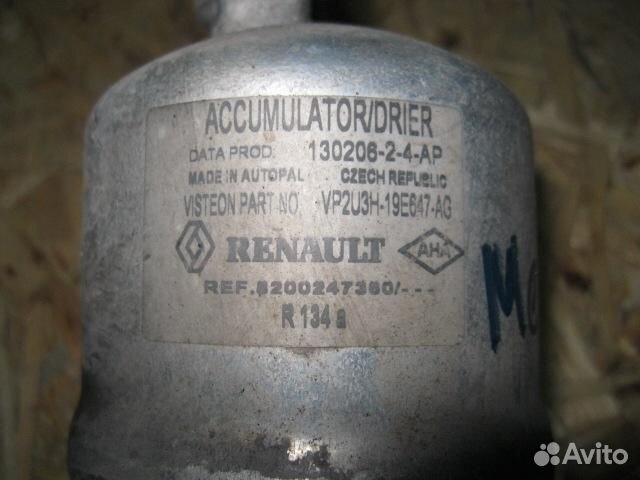 ACCUMULATOR/DRIER
DATA PROD. 130206-2-4-AP
MADE IN AUTOPAL CZECH REPUBLIC
VISTEON PART NO. VP2U3H-19E647-AG
RENAULT AHA
REF.8200247360/---
R 134 a
Avito